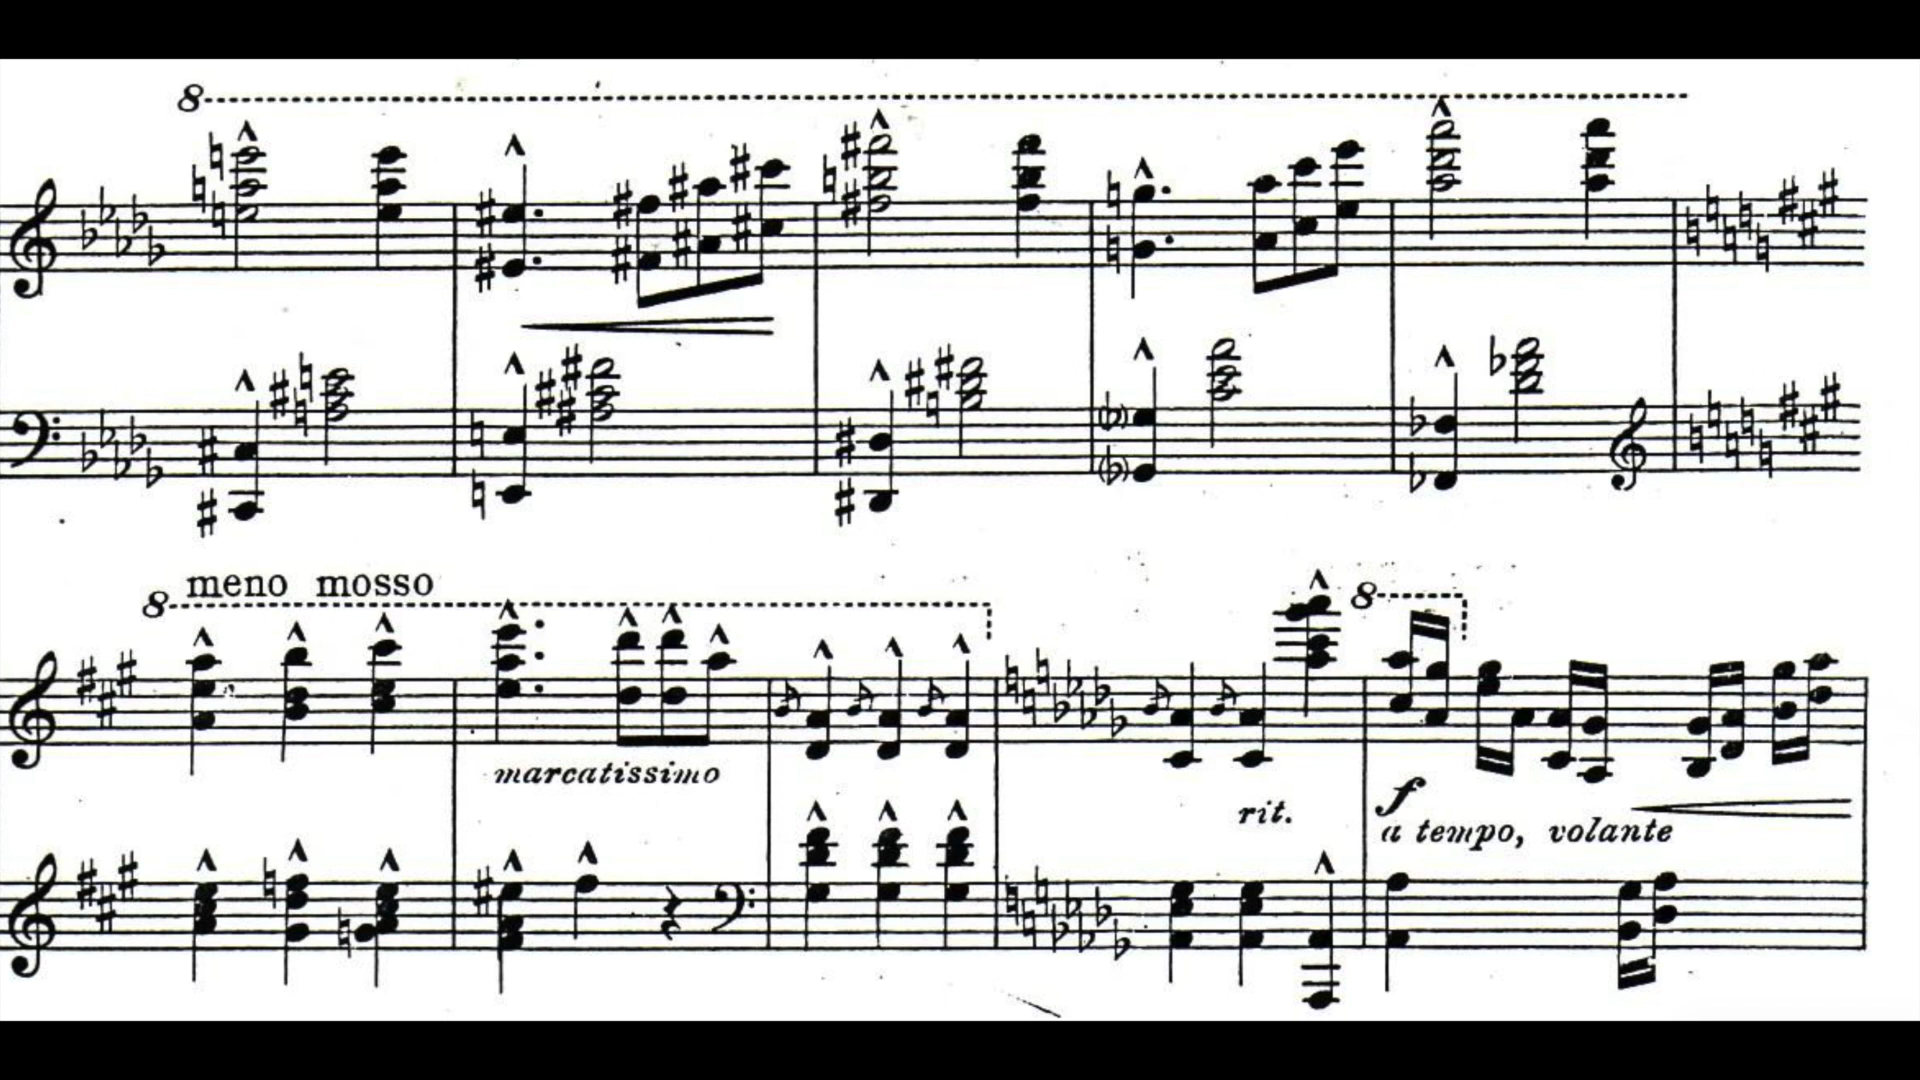 8
8 meno mosso
8
marcatissimo
rit.
f
a tempo, volante